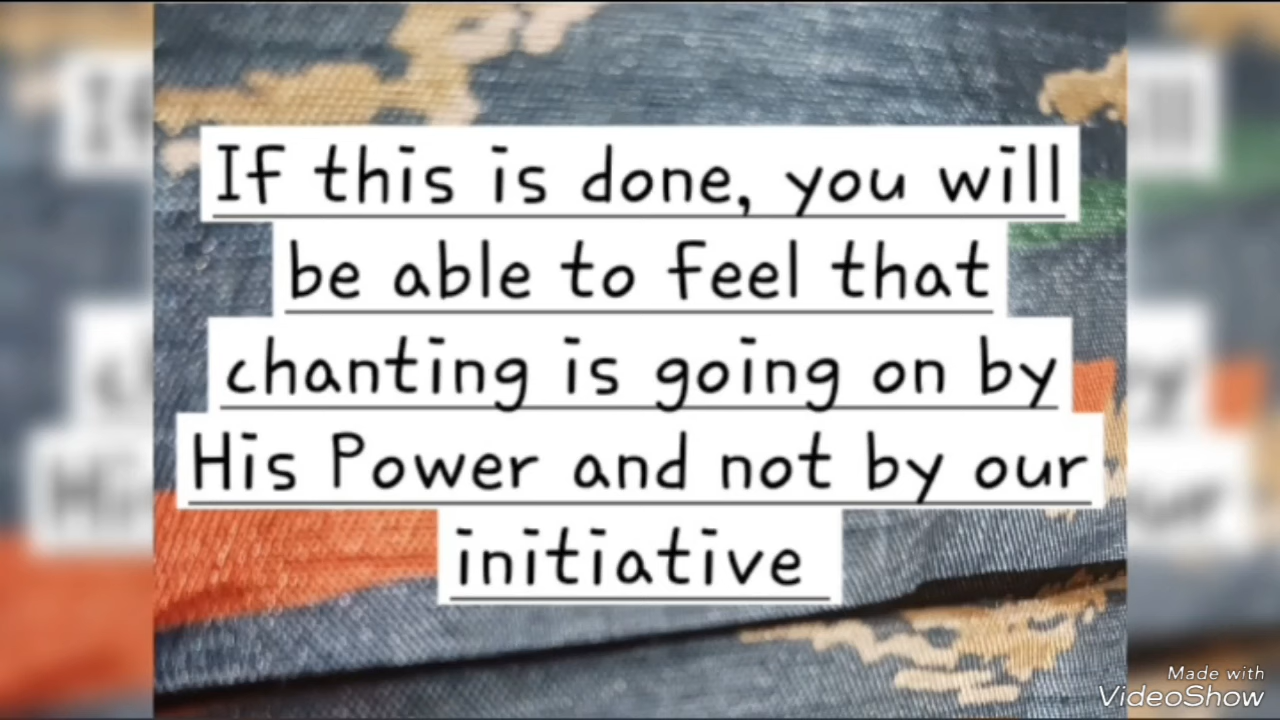 If this is done, you will
be able to feel that
chanting is going on by
His Power and not by our
initiative
Made with
VideoShow